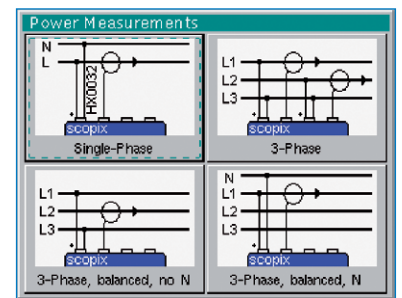 Power Measurements
N
L
HX0032
scopix
Single-Phase
L1
L2
L3
scopix
3-Phase
L1
L2
L3
scopix
3-Phase, balanced, no N
N
L1
L2
L3
scopix
3-Phase, balanced, N